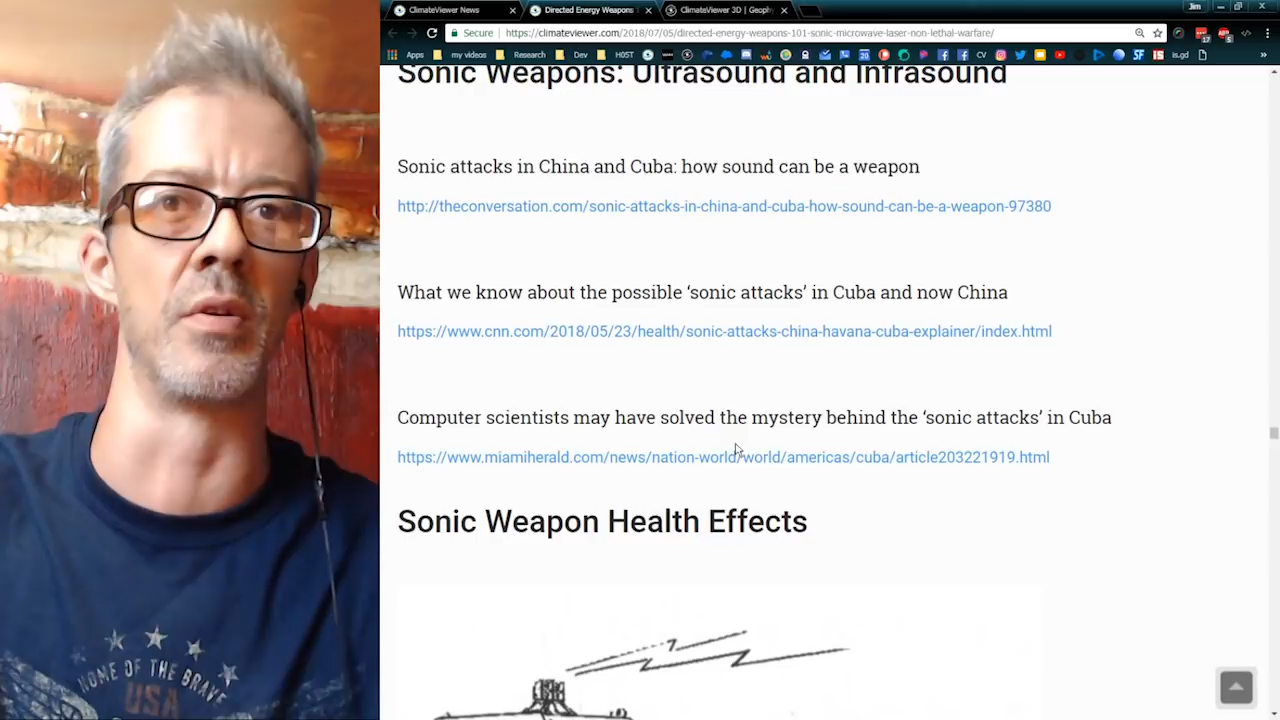 ClimateViewer News
Directed Energy Weapons
ClimateViewer 3D | Geoph
Jim
Secure
https://climateviewer.com/2018/07/05/directed-energy-weapons-101-sonic-microwave-laser-non-lethal-warfare/
Apps
my videos
Research
Dev
H05T
is.gd
Sonic Weapons: Ultrasound and Infrasound
Sonic attacks in China and Cuba: how sound can be a weapon
http://theconversation.com/sonic-attacks-in-china-and-cuba-how-sound-can-be-a-weapon-97380
What we know about the possible ‘sonic attacks’ in Cuba and now China
https://www.cnn.com/2018/05/23/health/sonic-attacks-china-havana-cuba-explainer/index.html
Computer scientists may have solved the mystery behind the ‘sonic attacks’ in Cuba
https://www.miamiherald.com/news/nation-world/world/americas/cuba/article203221919.html
Sonic Weapon Health Effects
HOME OF THE BRAVE
USA